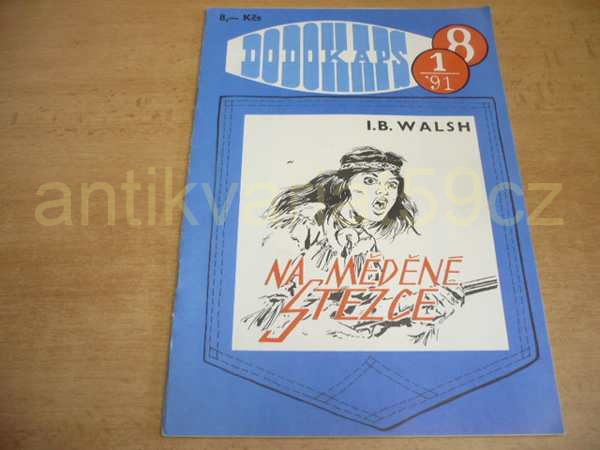 8,— Kčs
DODOKAPS
8
1
'91
I.B. WALSH
NA MĚDĚNÉ
STEZCE